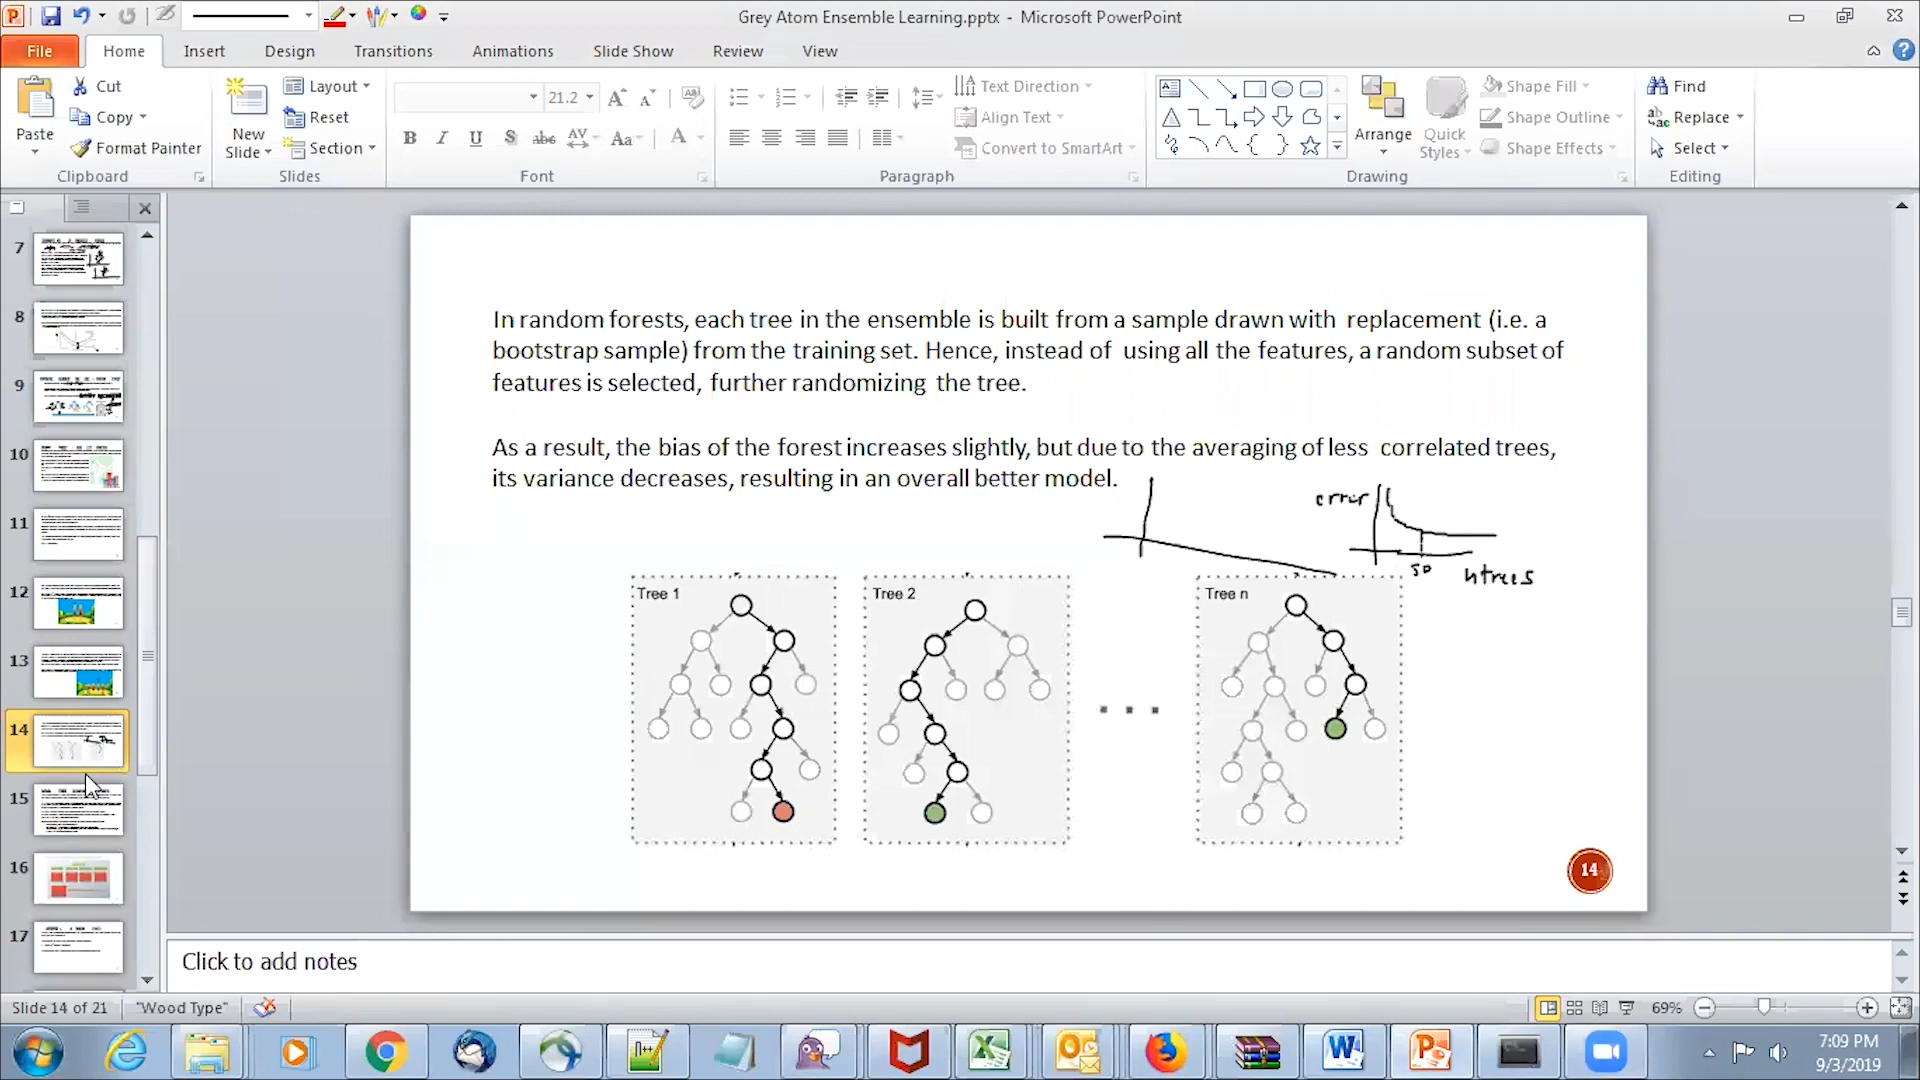 Grey Atom Ensemble Learning.pptx - Microsoft PowerPoint
File Home Insert Design Transitions Animations Slide Show Review View
Paste
Cut
Copy
Format Painter
Clipboard
New Slide
Layout
Reset
Section
Slides
21.2
Font
Text Direction
Align Text
Convert to SmartArt
Paragraph
Arrange
Quick Styles
Shape Fill
Shape Outline
Shape Effects
Drawing
Find
Replace
Select
Editing
7
8
9
10
11
12
13
14
15
16
17
In random forests, each tree in the ensemble is built from a sample drawn with replacement (i.e. a
bootstrap sample) from the training set. Hence, instead of using all the features, a random subset of
features is selected, further randomizing the tree.
As a result, the bias of the forest increases slightly, but due to the averaging of less correlated trees,
its variance decreases, resulting in an overall better model.
error
50
ntrees
Tree 1
Tree 2
Tree n
14
Click to add notes
Slide 14 of 21
"Wood Type"
69%
7:09 PM
9/3/2019